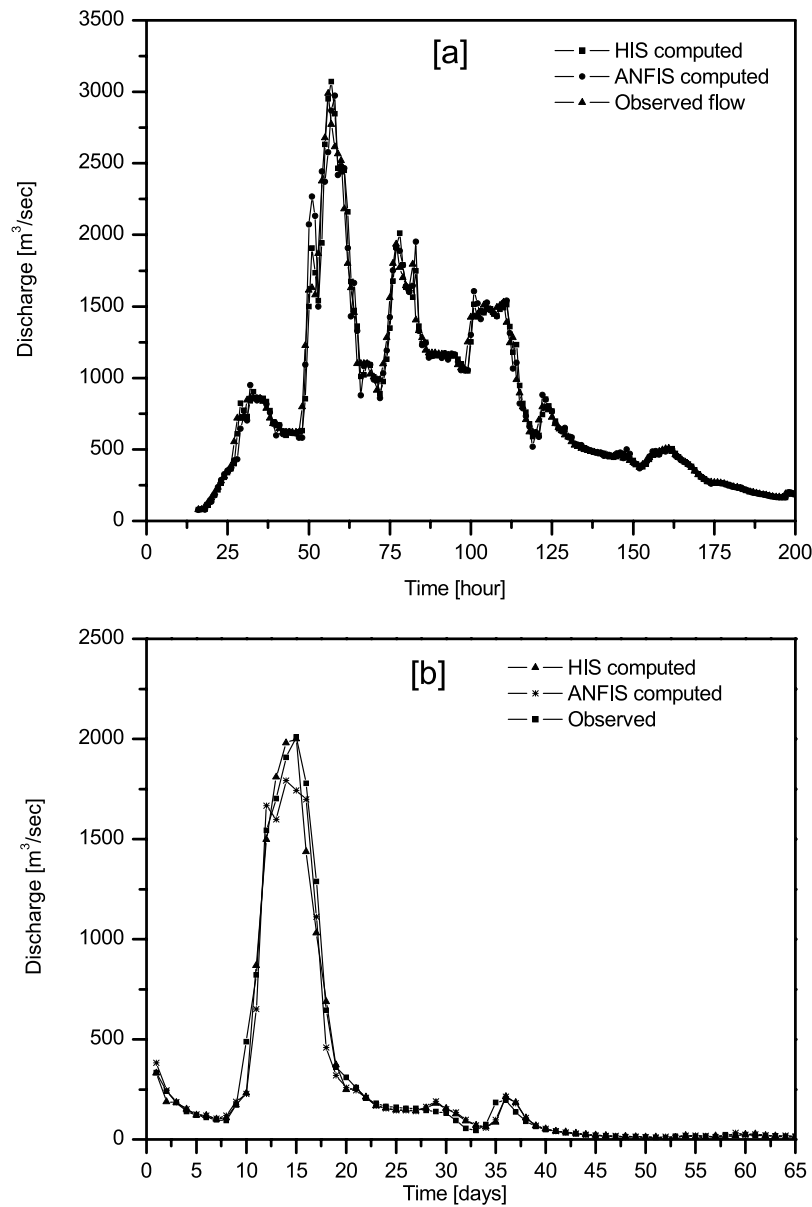 [a]
HIS computed
ANFIS computed
Observed flow
3500
3000
2500
2000
1500
1000
500
0
Discharge [m³/sec]
0 25 50 75 100 125 150 175 200
Time [hour]
[b]
HIS computed
ANFIS computed
Observed
2500
2000
1500
1000
500
0
Discharge [m³/sec]
0 5 10 15 20 25 30 35 40 45 50 55 60 65
Time [days]